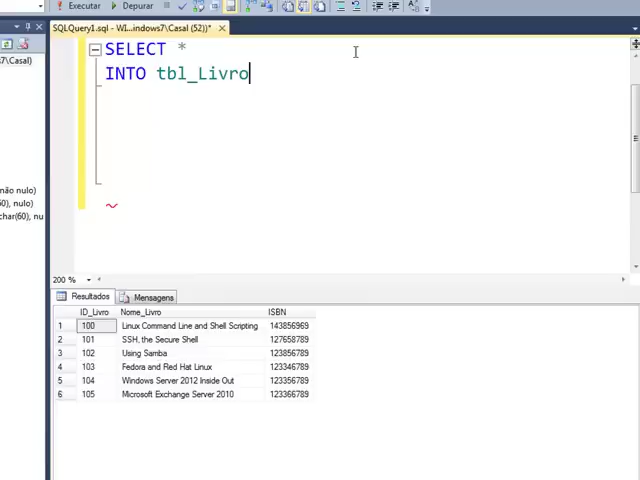 Executar Depurar
SQLQuery1.sql - WI...indows7\Casal (52))*
7\Casal)
SELECT *
INTO tbl_Livro
não nulo)
0), nulo)
char(60), nu
200 %
Resultados Mensagens
ID_Livro Nome_Livro ISBN
1 100 Linux Command Line and Shell Scripting 143856969
2 101 SSH, the Secure Shell 127658789
3 102 Using Samba 123856789
4 103 Fedora and Red Hat Linux 123346789
5 104 Windows Server 2012 Inside Out 123356789
6 105 Microsoft Exchange Server 2010 123366789